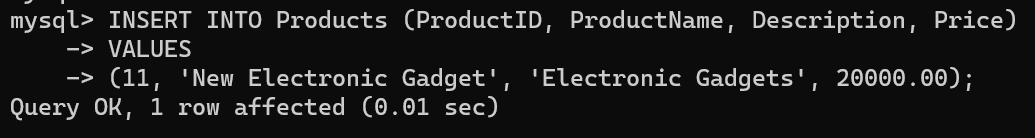 mysql> INSERT INTO Products (ProductID, ProductName, Description, Price)
    -> VALUES
    -> (11, 'New Electronic Gadget', 'Electronic Gadgets', 20000.00);
Query OK, 1 row affected (0.01 sec)